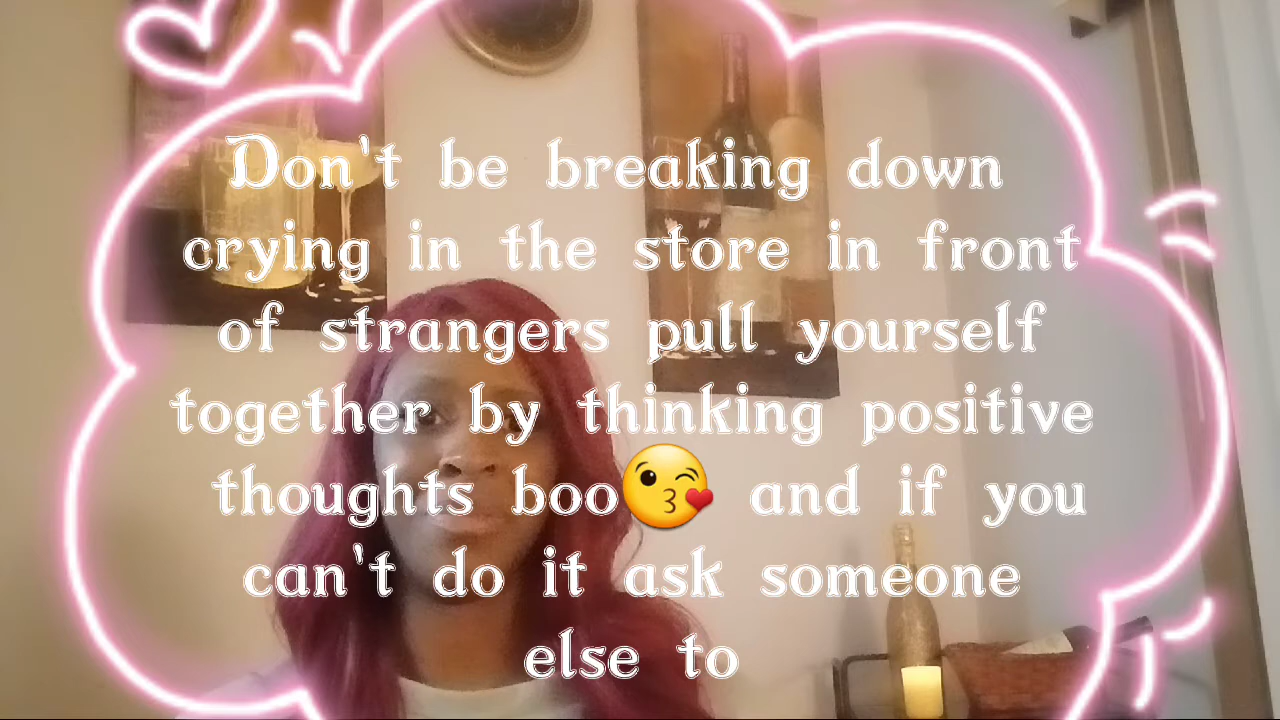 Don't be breaking down
crying in the store in front
of strangers pull yourself
together by thinking positive
thoughts boo😘 and if you
can't do it ask someone
else to